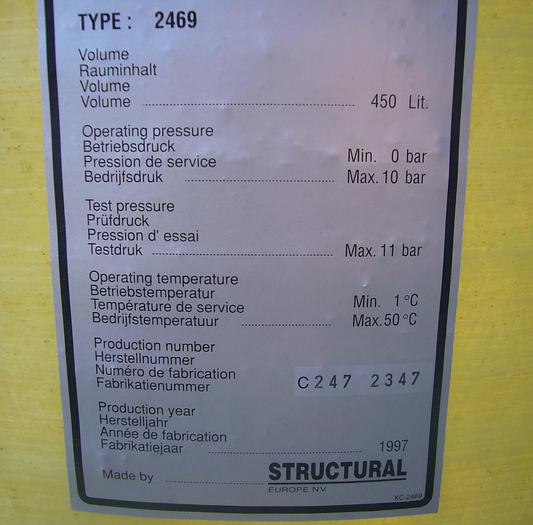 TYPE : 2469
Volume
Rauminhalt
Volume
Volume ........ 450 Lit.
Operating pressure
Betriebsdruck
Pression de service Min. 0 bar
Bedrijfsdruk ........ Max. 10 bar
Test pressure
Prüfdruck
Pression d' essai
Testdruk ........ Max. 11 bar
Operating temperature
Betriebstemperatur
Température de service Min. 1°C
Bedrijfstemperatuur ........ Max. 50°C
Production number
Herstellnummer
Numéro de fabrication
Fabrikatienummer C247 2347
Production year
Herstelljahr
Année de fabrication
Fabrikatiejaar ........ 1997
Made by ........ STRUCTURAL
EUROPE N.V.
XC-2469